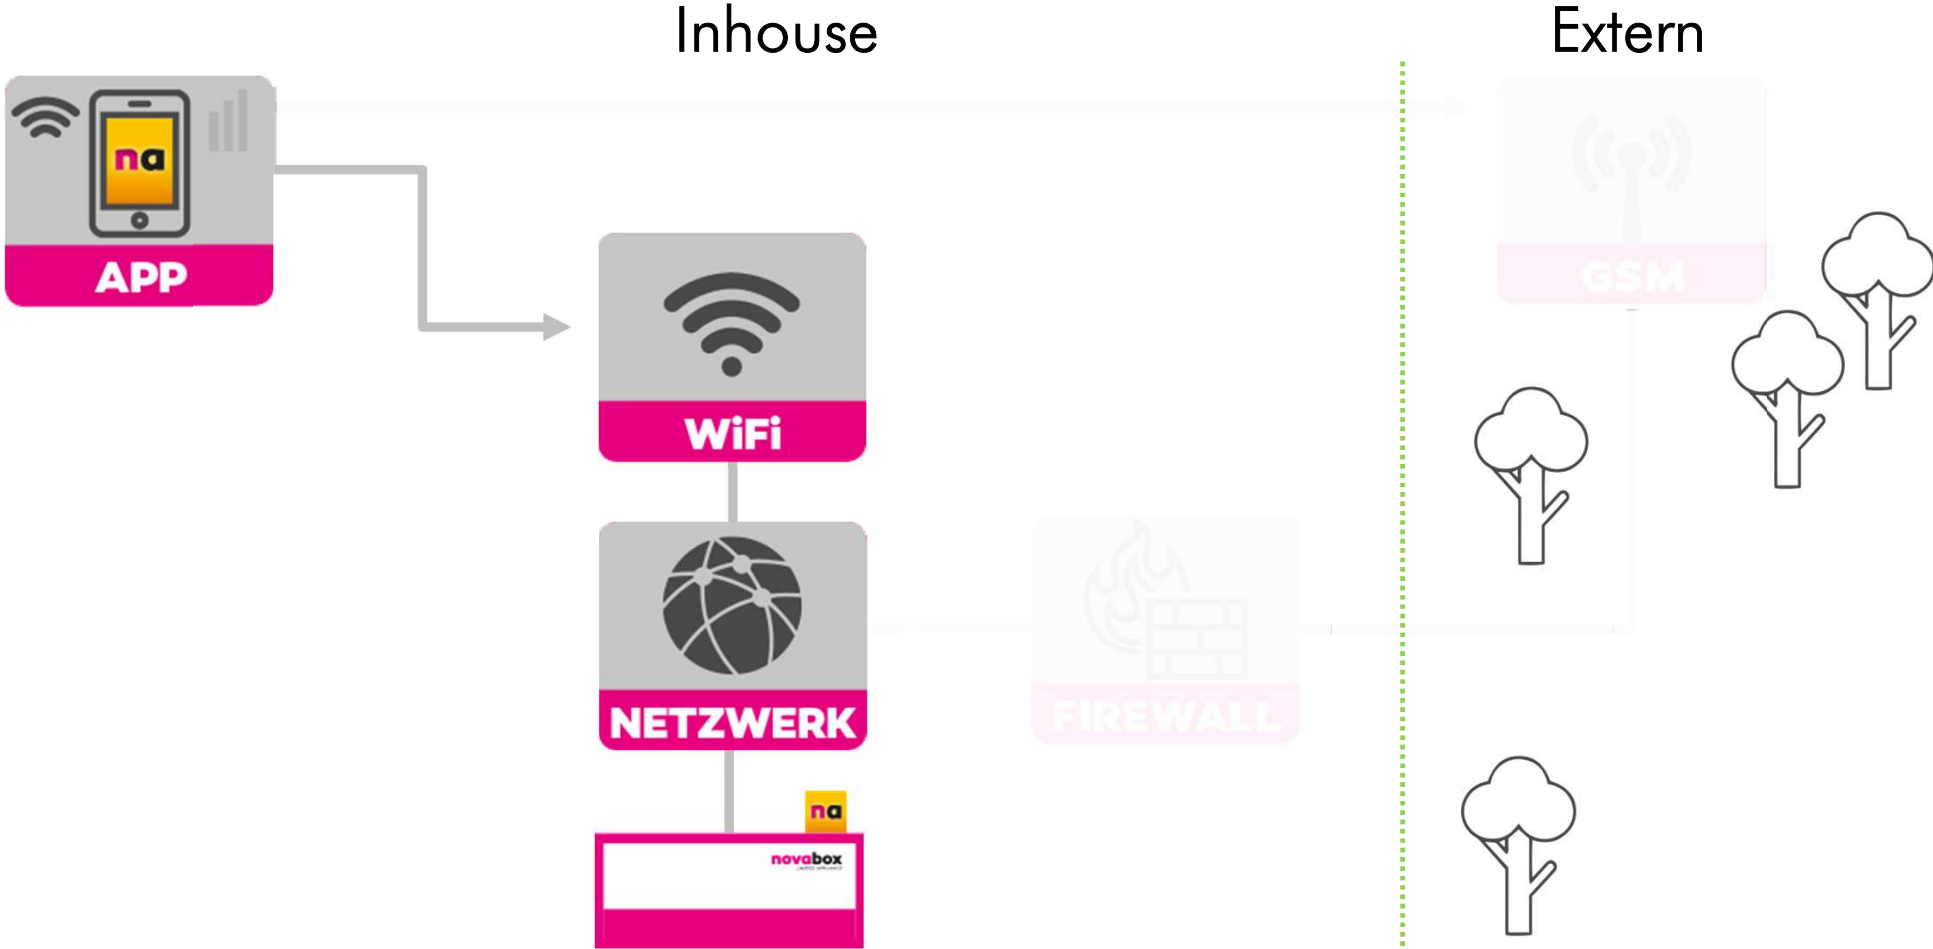 Inhouse
Extern
na
APP
GSM
WiFi
NETZWERK
FIREWALL
na
novabox